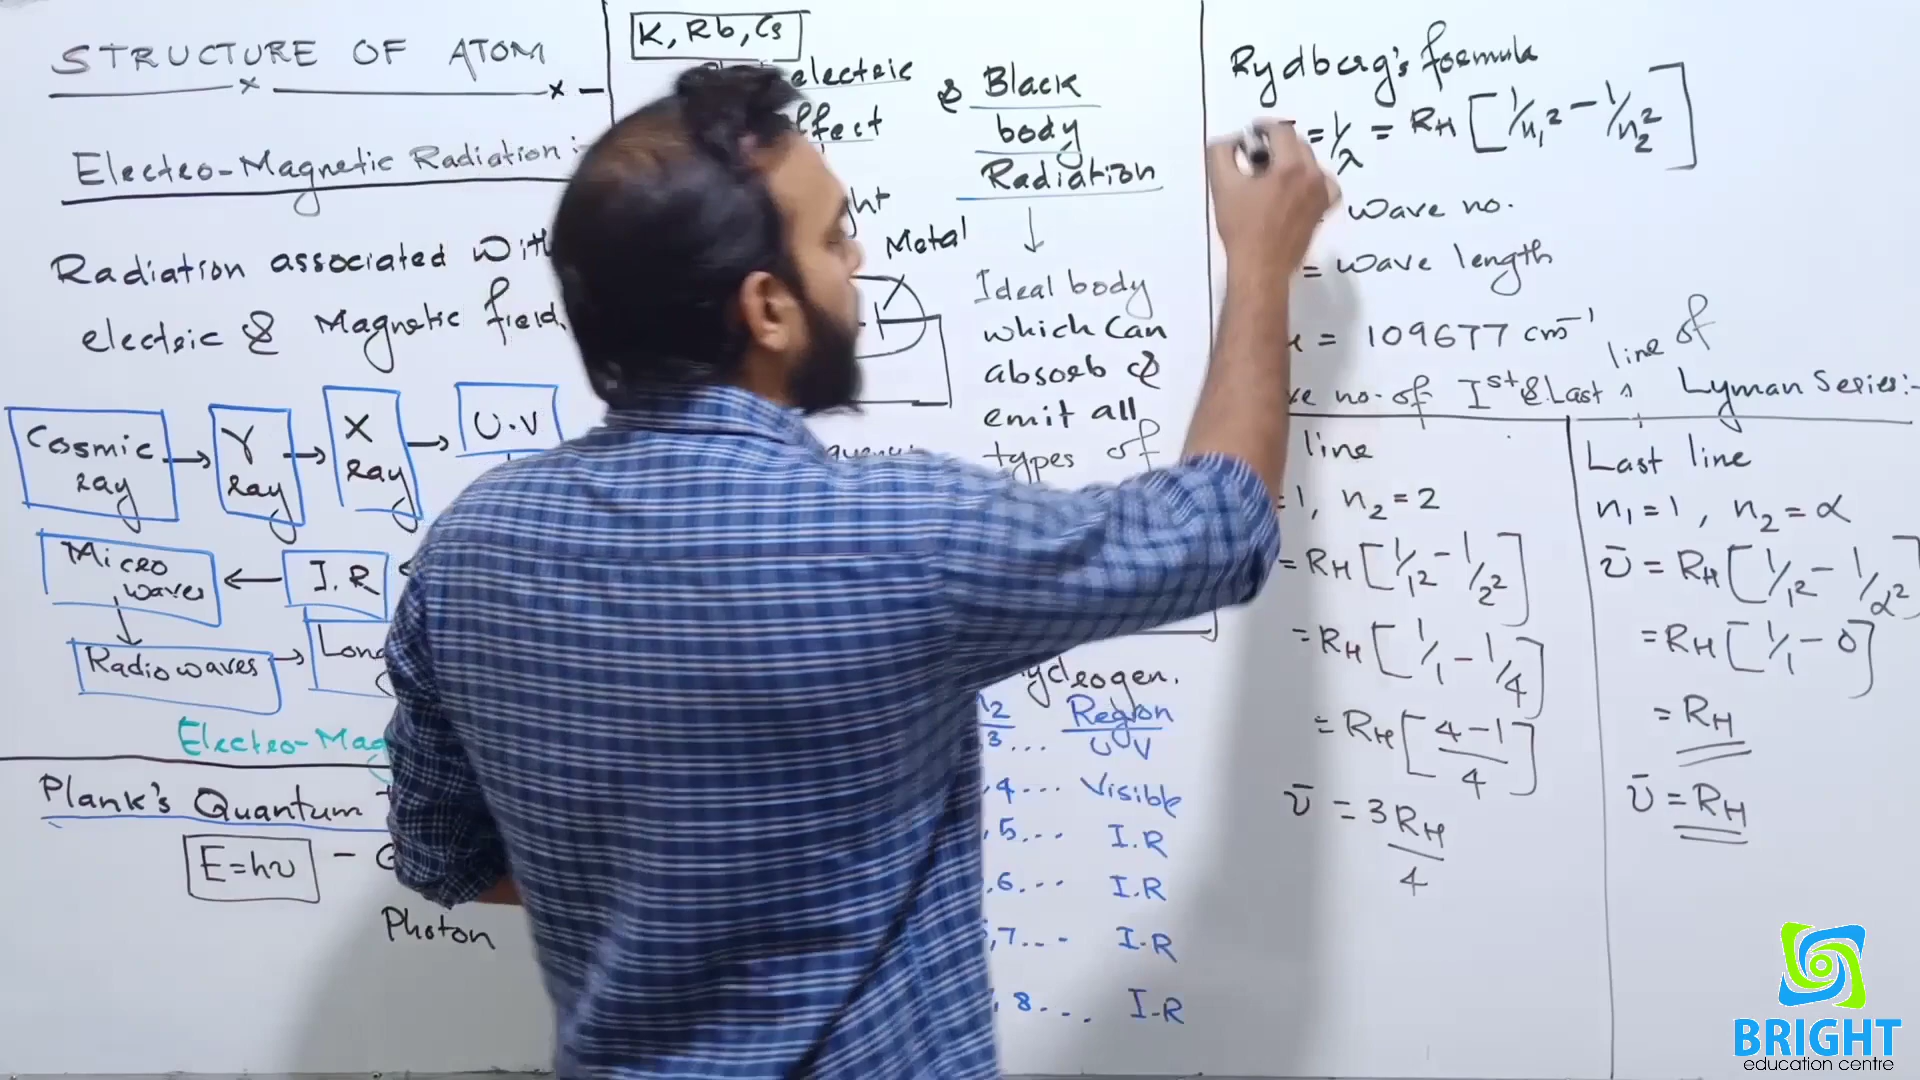 STRUCTURE OF ATOM
Electro-Magnetic Radiation :-
Radiation associated with
electric & Magnetic field.
Cosmic ray → γ ray → X ray → U.V
Micro waves ← I.R
Radio waves → Long
Electro-Mag
Plank's Quantum
E=hυ –
Photon
K, Rb, Cs
electric
effect
Metal
& Black
body
Radiation
Ideal body
which can
absorb &
emit all
types of
ydrogen.
Region
3... U V
,4... Visible
,5... I.R
,6... I.R
,7... I.R
, 8... I-R
Rydberg's formula
= 1/λ = RH [1/n₁² - 1/n₂²]
wave no.
= wave length
= 109677 cm⁻¹
no. of Ist & Last line of Lyman Series:-
line
=1, n₂=2
= RH [1/1² - 1/2²]
= RH [1/1 - 1/4]
= RH [4-1/4]
ῡ = 3RH/4
Last line
n₁=1, n₂=α
ῡ = RH [1/1² - 1/α²]
= RH [1/1 - 0]
= RH
ῡ = RH
BRIGHT
education centre